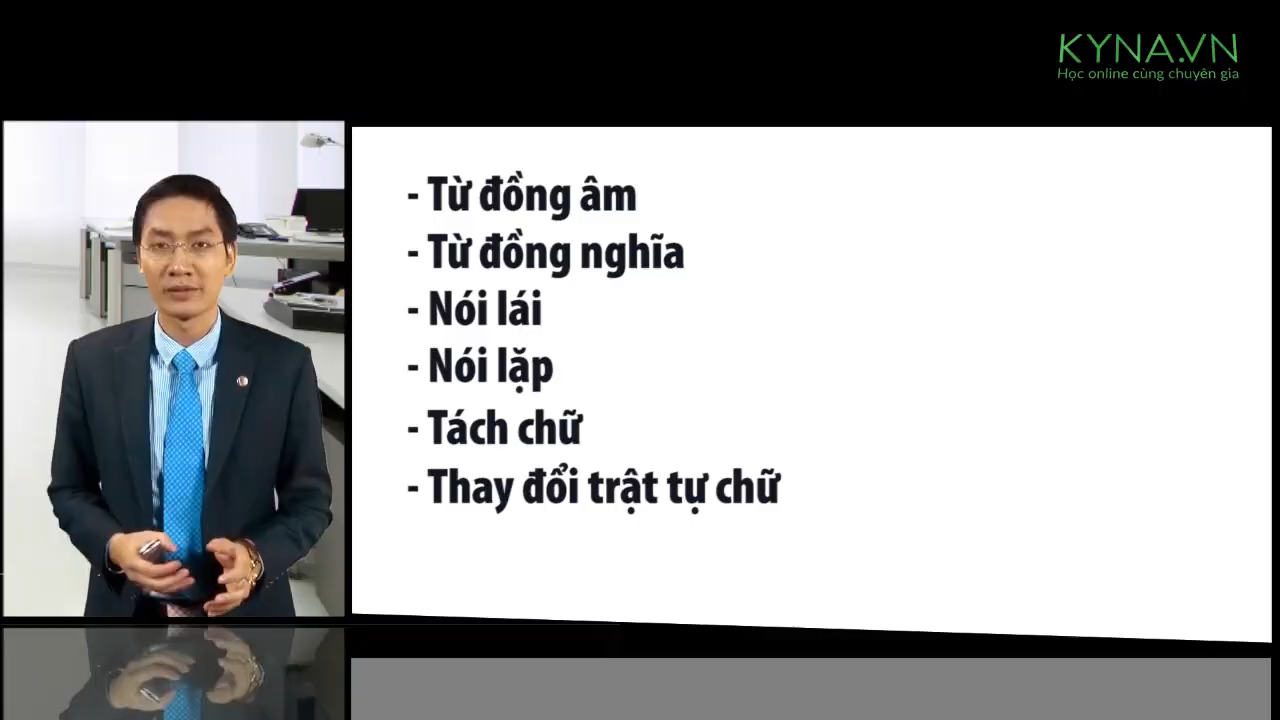 KYNA.VN
Học online cùng chuyên gia
- Từ đồng âm
- Từ đồng nghĩa
- Nói lái
- Nói lặp
- Tách chữ
- Thay đổi trật tự chữ